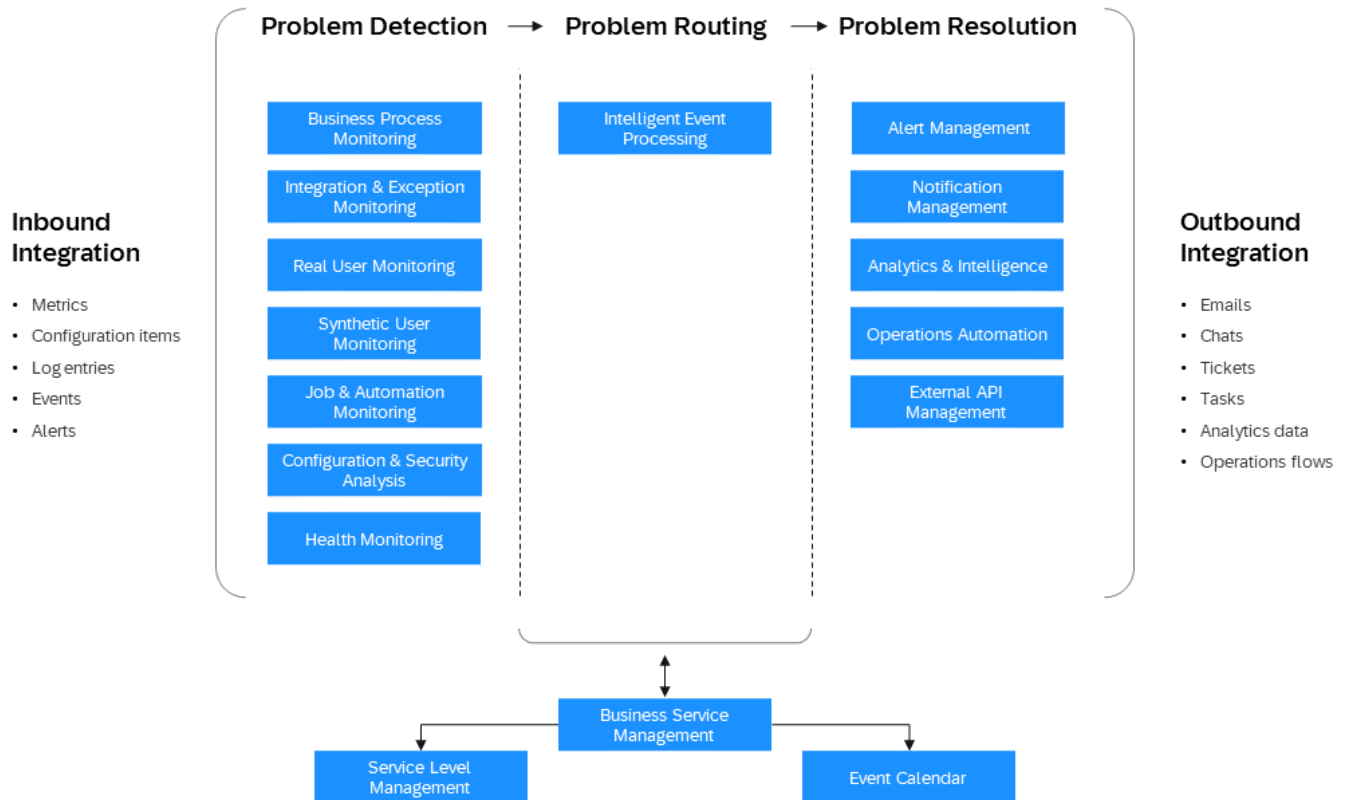 Problem Detection
Problem Routing
Problem Resolution
Inbound
Integration
• Metrics
• Configuration items
• Log entries
• Events
• Alerts
Business Process
Monitoring
Integration & Exception
Monitoring
Real User Monitoring
Synthetic User
Monitoring
Job & Automation
Monitoring
Configuration & Security
Analysis
Health Monitoring
Intelligent Event
Processing
Alert Management
Notification
Management
Analytics & Intelligence
Operations Automation
External API
Management
Outbound
Integration
• Emails
• Chats
• Tickets
• Tasks
• Analytics data
• Operations flows
Business Service
Management
Service Level
Management
Event Calendar